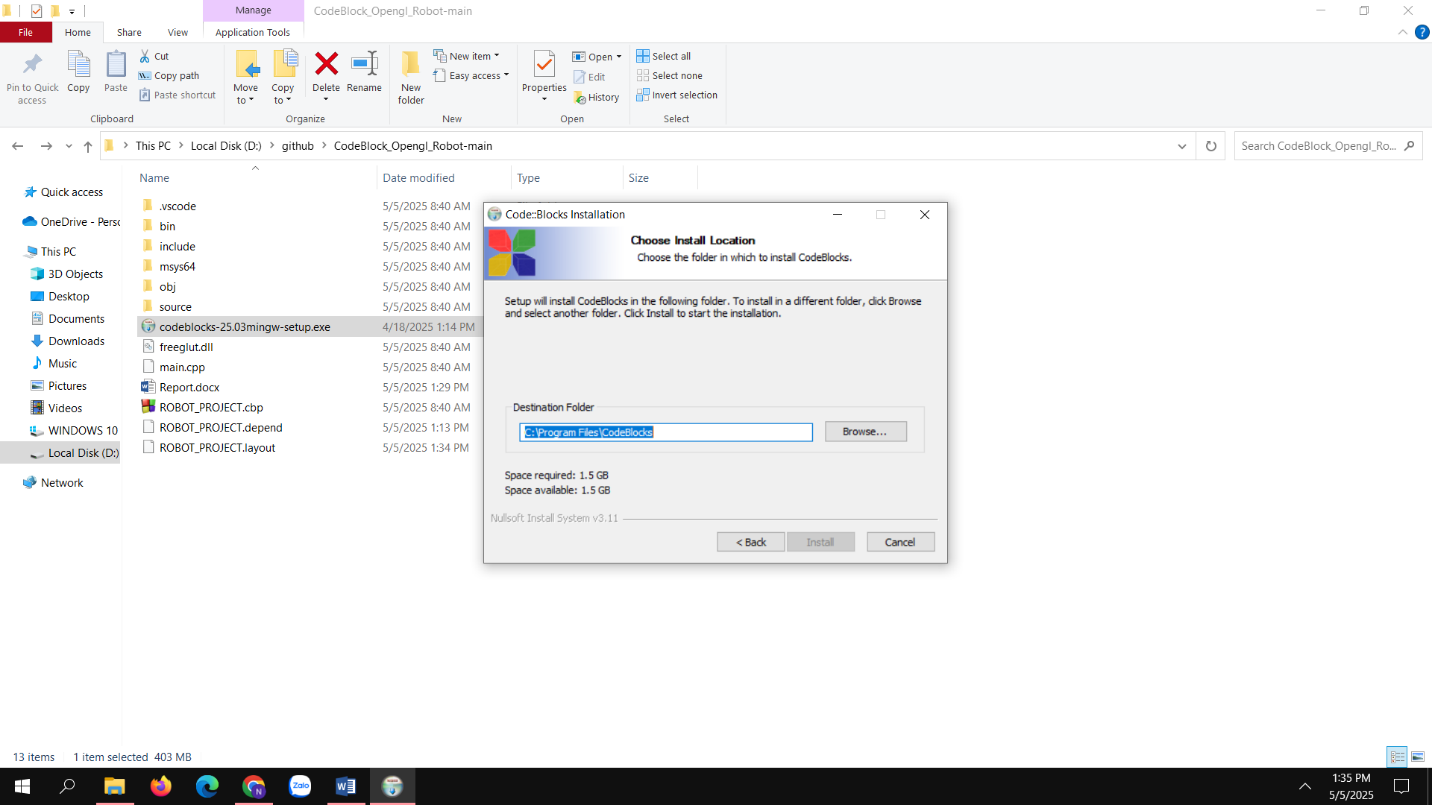 Manage
CodeBlock_Opengl_Robot-main
File
Home
Share
View
Application Tools
Pin to Quick
access
Copy
Paste
Cut
Copy path
Paste shortcut
Clipboard
Move
to
Copy
to
Delete
Rename
Organize
New
folder
New item
Easy access
New
Properties
Open
Edit
History
Open
Select all
Select none
Invert selection
Select
This PC
Local Disk (D:)
github
CodeBlock_Opengl_Robot-main
Search CodeBlock_Opengl_Ro...
Name
Date modified
Type
Size
Quick access
OneDrive - Perso
This PC
3D Objects
Desktop
Documents
Downloads
Music
Pictures
Videos
WINDOWS 10
Local Disk (D:)
Network
.vscode 5/5/2025 8:40 AM
bin 5/5/2025 8:40 AM
include 5/5/2025 8:40 AM
msys64 5/5/2025 8:40 AM
obj 5/5/2025 8:40 AM
source 5/5/2025 8:40 AM
codeblocks-25.03mingw-setup.exe 4/18/2025 1:14 PM
freeglut.dll 5/5/2025 8:40 AM
main.cpp 5/5/2025 8:40 AM
Report.docx 5/5/2025 1:29 PM
ROBOT_PROJECT.cbp 5/5/2025 8:40 AM
ROBOT_PROJECT.depend 5/5/2025 1:13 PM
ROBOT_PROJECT.layout 5/5/2025 1:34 PM
Code::Blocks Installation
Choose Install Location
Choose the folder in which to install CodeBlocks.
Setup will install CodeBlocks in the following folder. To install in a different folder, click Browse
and select another folder. Click Install to start the installation.
Destination Folder
C:\Program Files\CodeBlocks
Browse...
Space required: 1.5 GB
Space available: 1.5 GB
Nullsoft Install System v3.11
< Back
Install
Cancel
13 items
1 item selected 403 MB
Zalo
1:35 PM
5/5/2025